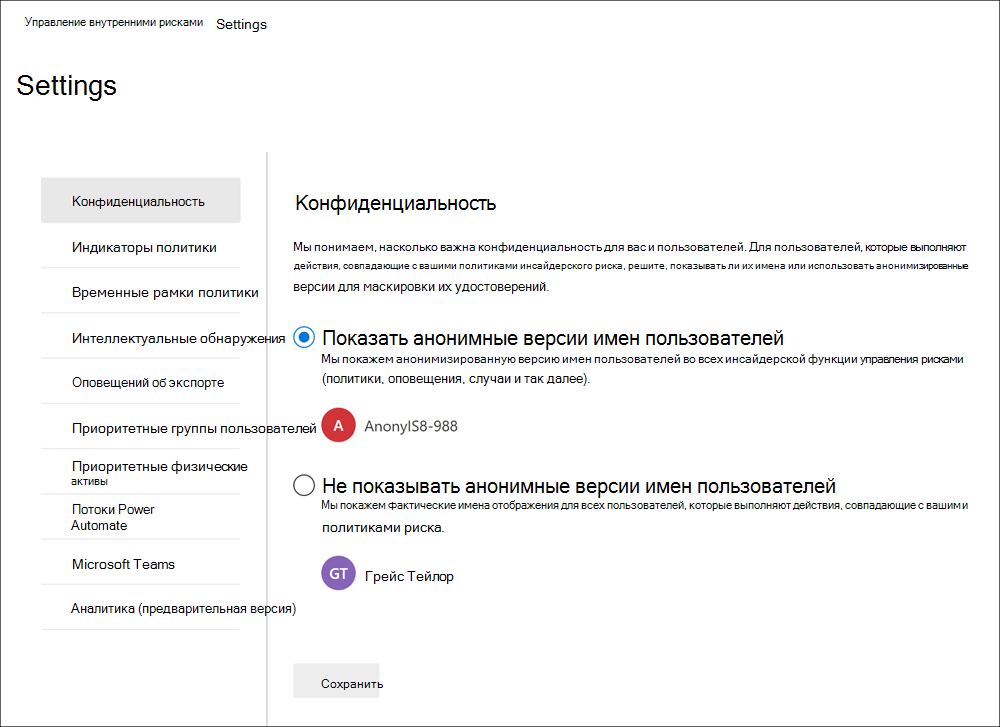 Управление внутренними рисками Settings
Settings
Конфиденциальность
Индикаторы политики
Временные рамки политики
Интеллектуальные обнаружения
Оповещений об экспорте
Приоритетные группы пользователей
Приоритетные физические
активы
Потоки Power
Automate
Microsoft Teams
Аналитика (предварительная версия)
Конфиденциальность
Мы понимаем, насколько важна конфиденциальность для вас и пользователей. Для пользователей, которые выполняют
действия, совпадающие с вашими политиками инсайдерского риска, решите, показывать ли их имена или использовать анонимизированные
версии для маскировки их удостоверений.
Показать анонимные версии имен пользователей
Мы покажем анонимизированную версию имен пользователей во всех инсайдерской функции управления рисками
(политики, оповещения, случаи и так далее).
A AnonyIS8-988
Не показывать анонимные версии имен пользователей
Мы покажем фактические имена отображения для всех пользователей, которые выполняют действия, совпадающие с вашими
политиками риска.
GT Грейс Тейлор
Сохранить